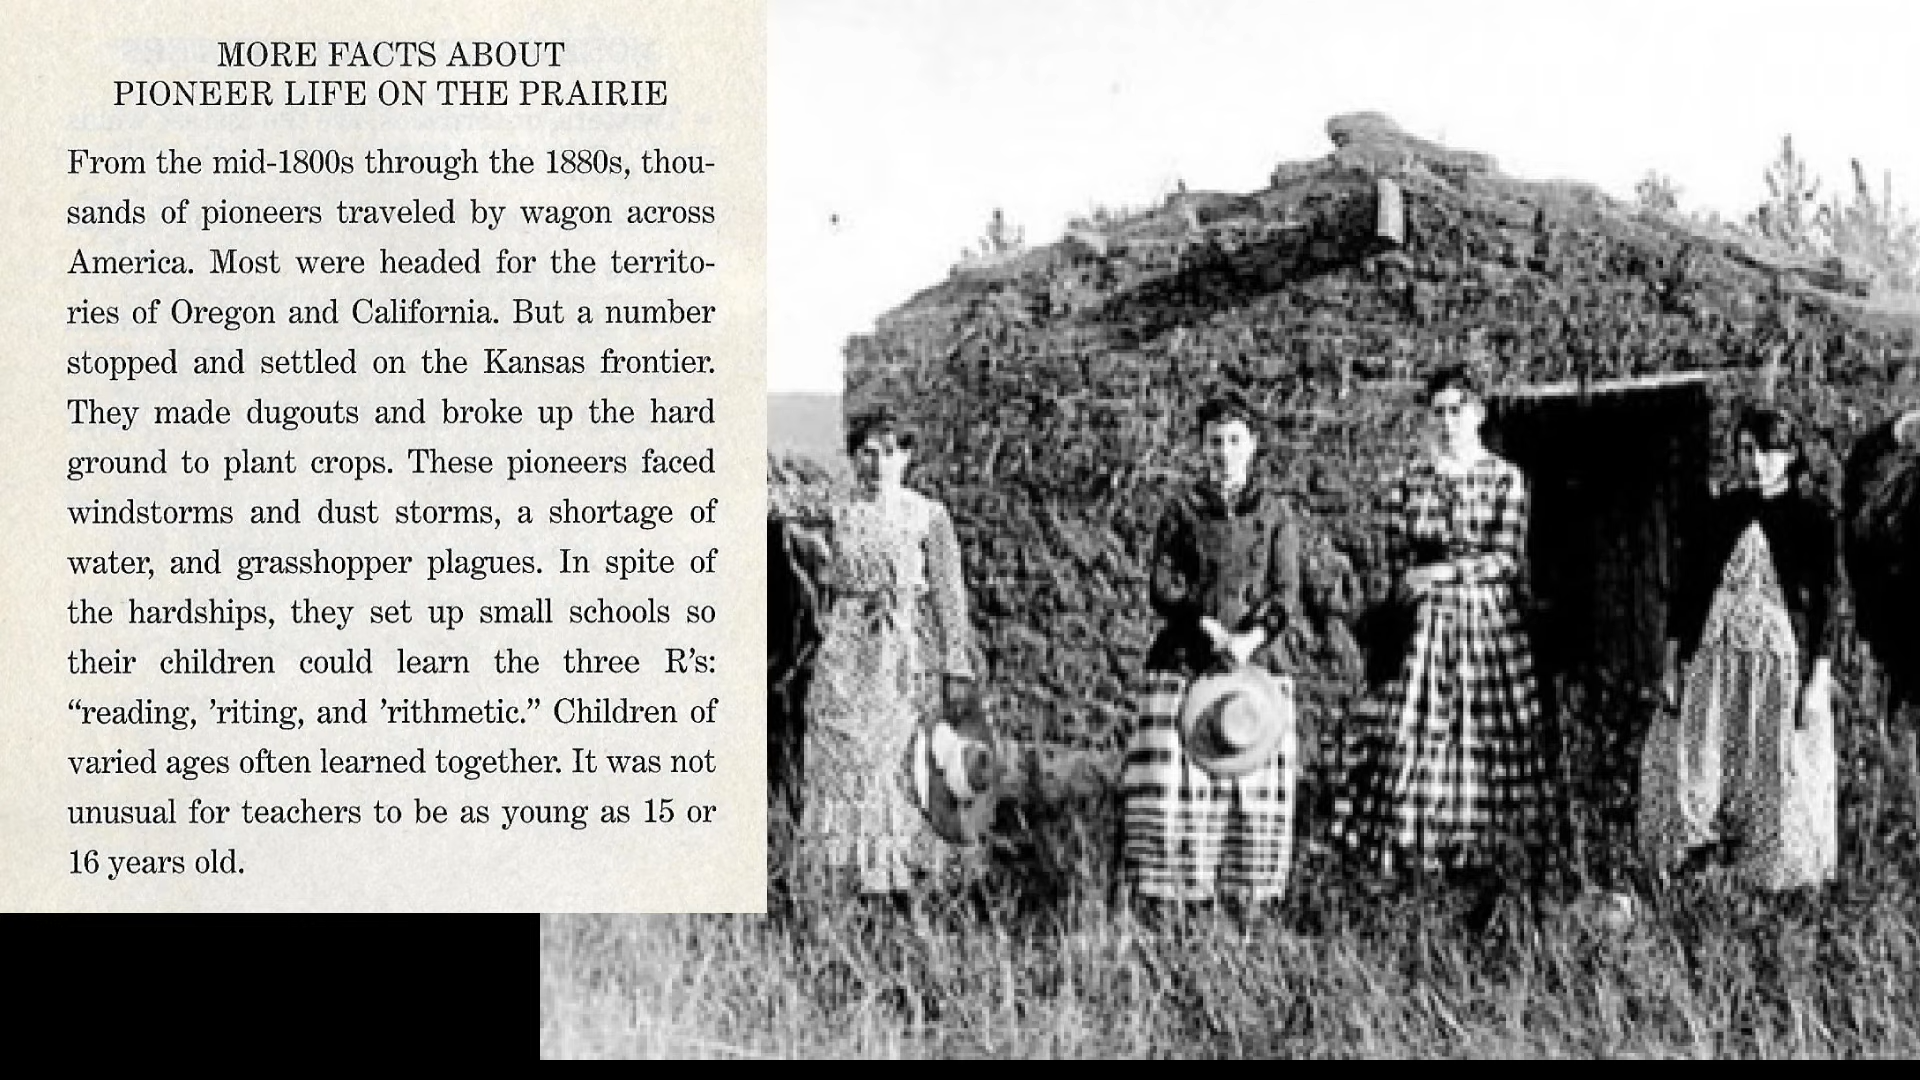 MORE FACTS ABOUT
PIONEER LIFE ON THE PRAIRIE
From the mid-1800s through the 1880s, thou-
sands of pioneers traveled by wagon across
America. Most were headed for the territo-
ries of Oregon and California. But a number
stopped and settled on the Kansas frontier.
They made dugouts and broke up the hard
ground to plant crops. These pioneers faced
windstorms and dust storms, a shortage of
water, and grasshopper plagues. In spite of
the hardships, they set up small schools so
their children could learn the three R’s:
“reading, ’riting, and ’rithmetic.” Children of
varied ages often learned together. It was not
unusual for teachers to be as young as 15 or
16 years old.